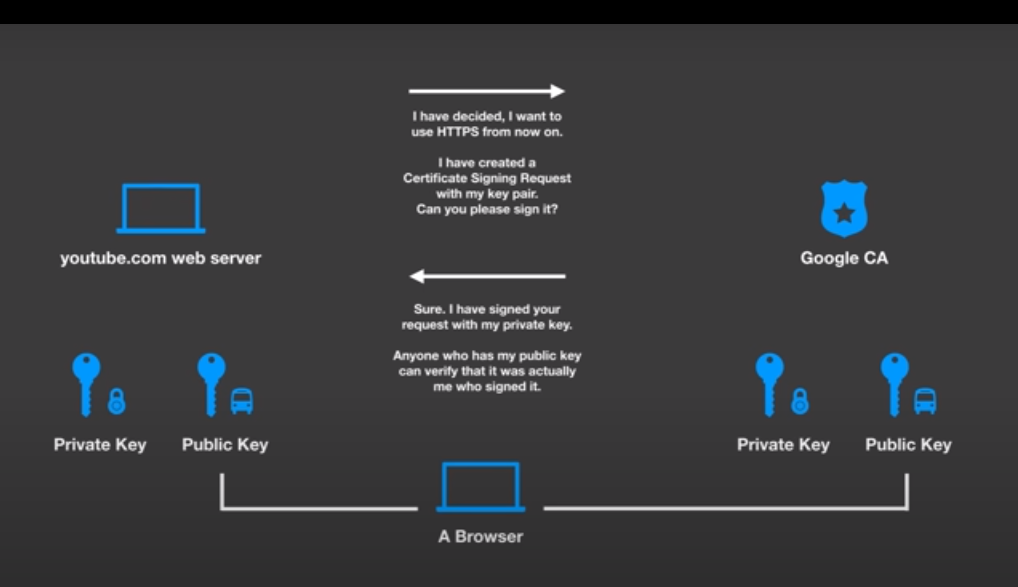 I have decided, I want to
use HTTPS from now on.
I have created a
Certificate Signing Request
with my key pair.
Can you please sign it?
youtube.com web server
Google CA
Sure. I have signed your
request with my private key.
Anyone who has my public key
can verify that it was actually
me who signed it.
Private Key
Public Key
Private Key
Public Key
A Browser